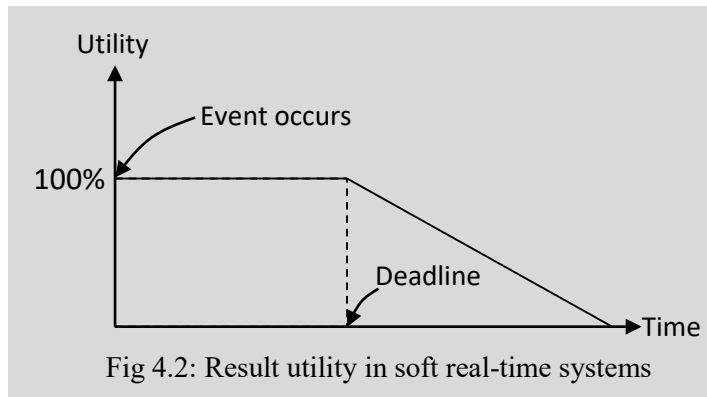 Utility
Event occurs
100%
Deadline
Time
Fig 4.2: Result utility in soft real-time systems